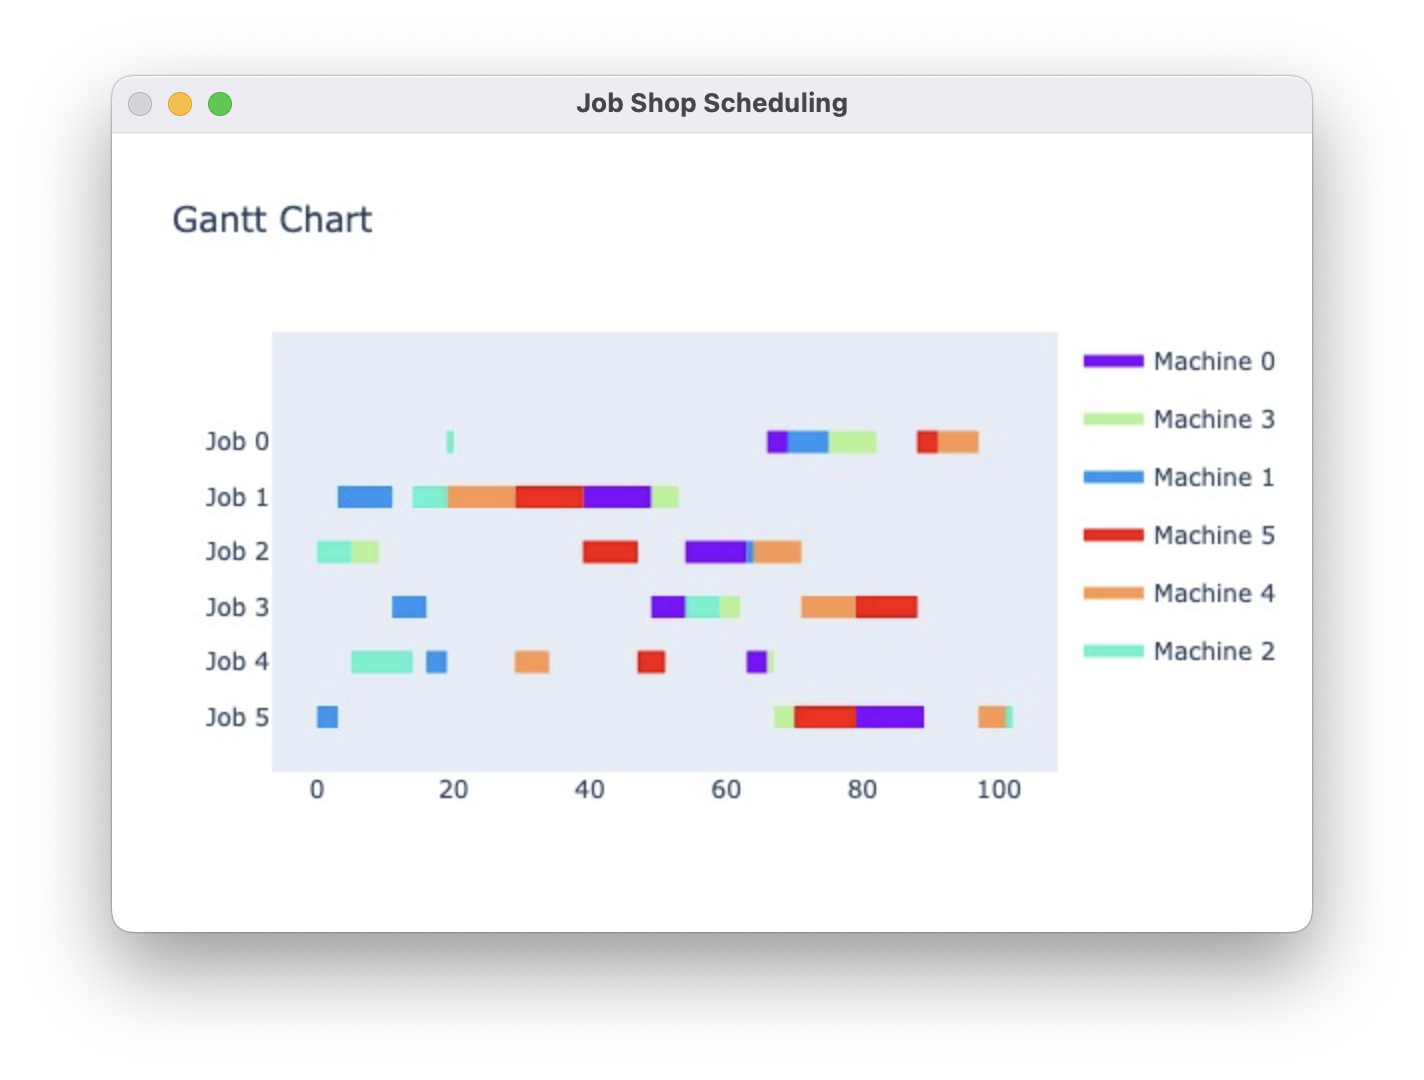 Job Shop Scheduling
Gantt Chart
Machine 0
Machine 3
Machine 1
Machine 5
Machine 4
Machine 2
Job 0
Job 1
Job 2
Job 3
Job 4
Job 5
0 20 40 60 80 100